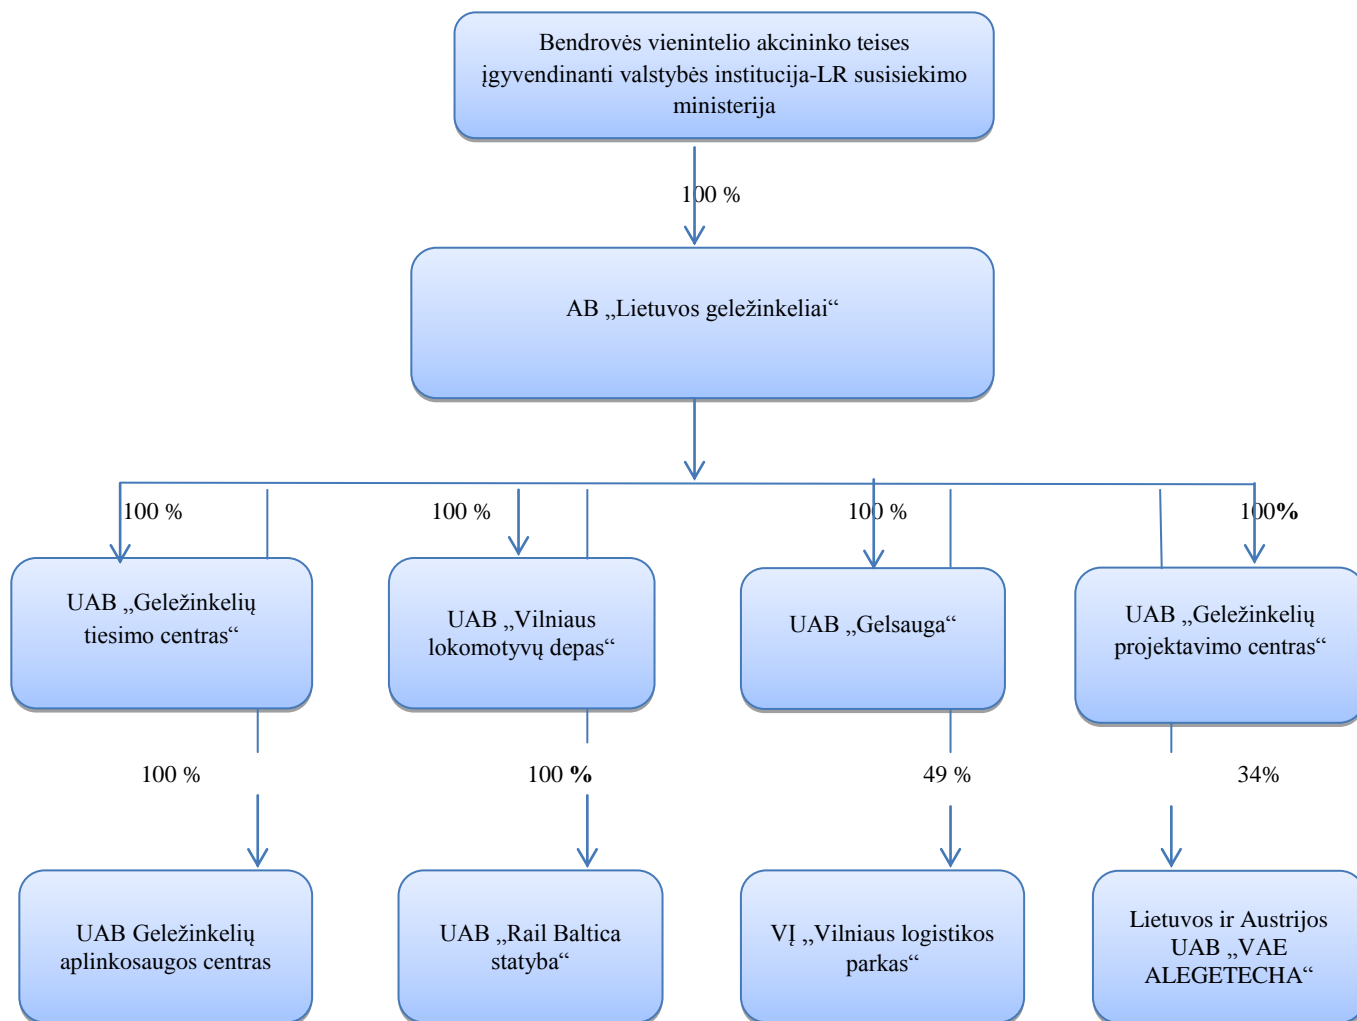 Bendrovės vienintelio akcininko teises
įgyvendinanti valstybės institucija-LR susisiekimo
ministerija
100 %
AB „Lietuvos geležinkeliai“
100 %
100 %
100 %
100%
UAB „Geležinkelių
tiesimo centras“
UAB „Vilniaus
lokomotyvų depas“
UAB „Gelsauga“
UAB „Geležinkelių
projektavimo centras“
100 %
100 %
49 %
34%
UAB Geležinkelių
aplinkosaugos centras
UAB „Rail Baltica
statyba“
VĮ „Vilniaus logistikos
parkas“
Lietuvos ir Austrijos
UAB „VAE
ALEGETECHA“